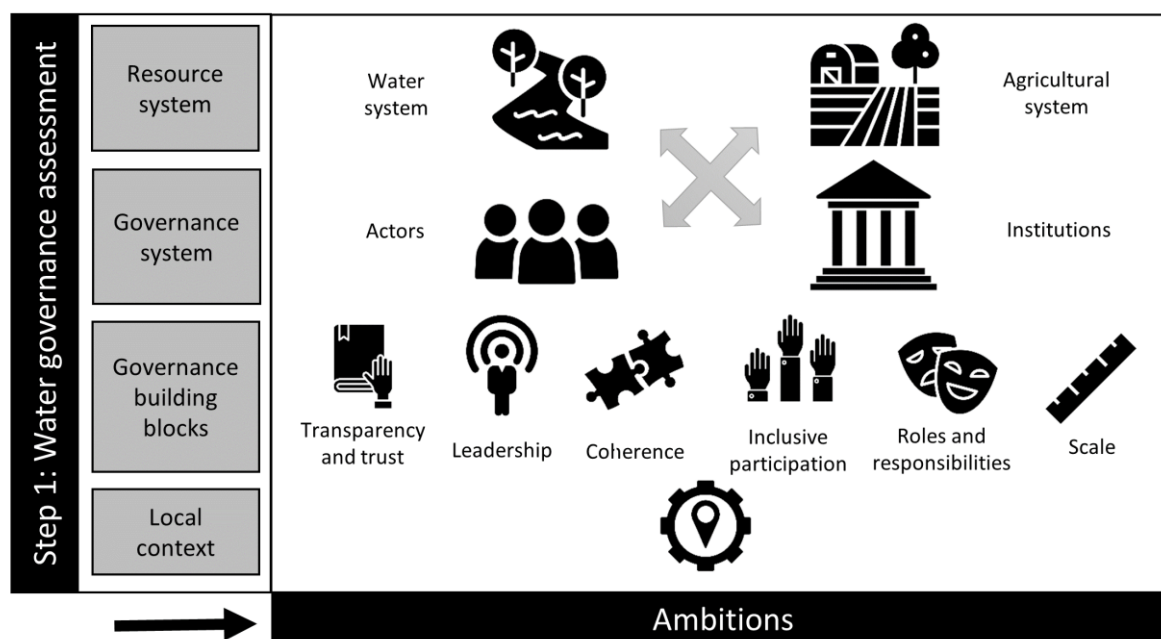 Step 1: Water governance assessment
Resource
system
Water
system
Agricultural
system
Governance
system
Actors
Institutions
Governance
building
blocks
Transparency
and trust
Leadership
Coherence
Inclusive
participation
Roles and
responsibilities
Scale
Local
context
Ambitions